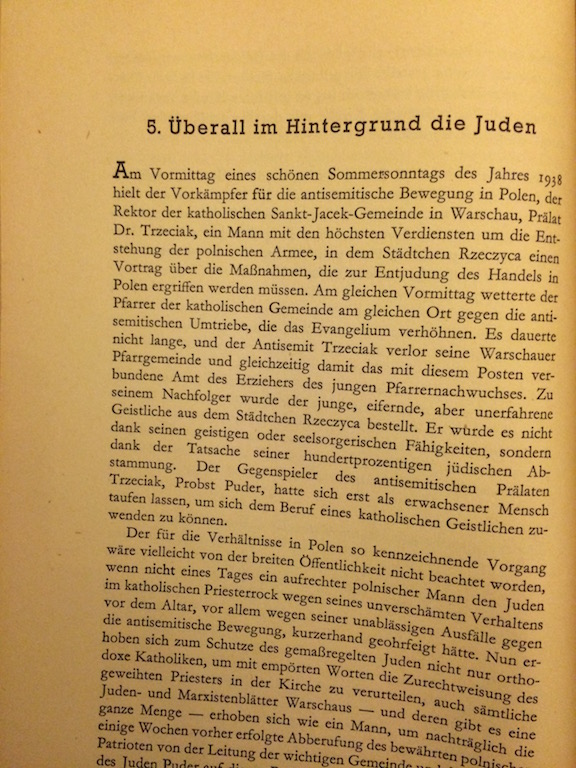 5. Überall im Hintergrund die Juden
Am Vormittag eines schönen Sommersonntags des Jahres 1938
hielt der Vorkämpfer für die antisemitische Bewegung in Polen, der
Rektor der katholischen Sankt-Jacek-Gemeinde in Warschau, Prälat
Dr. Trzeciak, ein Mann mit den höchsten Verdiensten um die Ent-
stehung der polnischen Armee, in dem Städtchen Rzeczyca einen
Vortrag über die Maßnahmen, die zur Entjudung des Handels in
Polen ergriffen werden müssen. Am gleichen Vormittag wetterte der
Pfarrer der katholischen Gemeinde am gleichen Ort gegen die anti-
semitischen Umtriebe, die das Evangelium verhöhnen. Es dauerte
nicht lange, und der Antisemit Trzeciak verlor seine Warschauer
Pfarrgemeinde und gleichzeitig damit das mit diesem Posten ver-
bundene Amt des Erziehers des jungen Pfarrernachwuchses. Zu
seinem Nachfolger wurde der junge, eifernde, aber unerfahrene
Geistliche aus dem Städtchen Rzeczyca bestellt. Er wurde es nicht
dank seinen geistigen oder seelsorgerischen Fähigkeiten, sondern
dank der Tatsache seiner hundertprozentigen jüdischen Ab-
stammung. Der Gegenspieler des antisemitischen Prälaten
Trzeciak, Probst Puder, hatte sich erst als erwachsener Mensch
taufen lassen, um sich dem Beruf eines katholischen Geistlichen zu-
wenden zu können.
Der für die Verhältnisse in Polen so kennzeichnende Vorgang
wäre vielleicht von der breiten Öffentlichkeit nicht beachtet worden,
wenn nicht eines Tages ein aufrechter polnischer Mann den Juden
im katholischen Priesterrock wegen seines unverschämten Verhaltens
vor dem Altar, vor allem wegen seiner unablässigen Ausfälle gegen
die antisemitische Bewegung, kurzerhand geohrfeigt hätte. Nun er-
hoben sich zum Schutze des gemaßregelten Juden nicht nur ortho-
doxe Katholiken, um mit empörten Worten die Zurechtweisung des
geweihten Priesters in der Kirche zu verurteilen, auch sämtliche
Juden- und Marxistenblätter Warschaus — und deren gibt es eine
ganze Menge — erhoben sich wie ein Mann, um nachträglich die
einige Wochen vorher erfolgte Abberufung des bewährten polnischen
Patrioten von der Leitung der wichtigen Gemeinde und
des Juden Puder auf